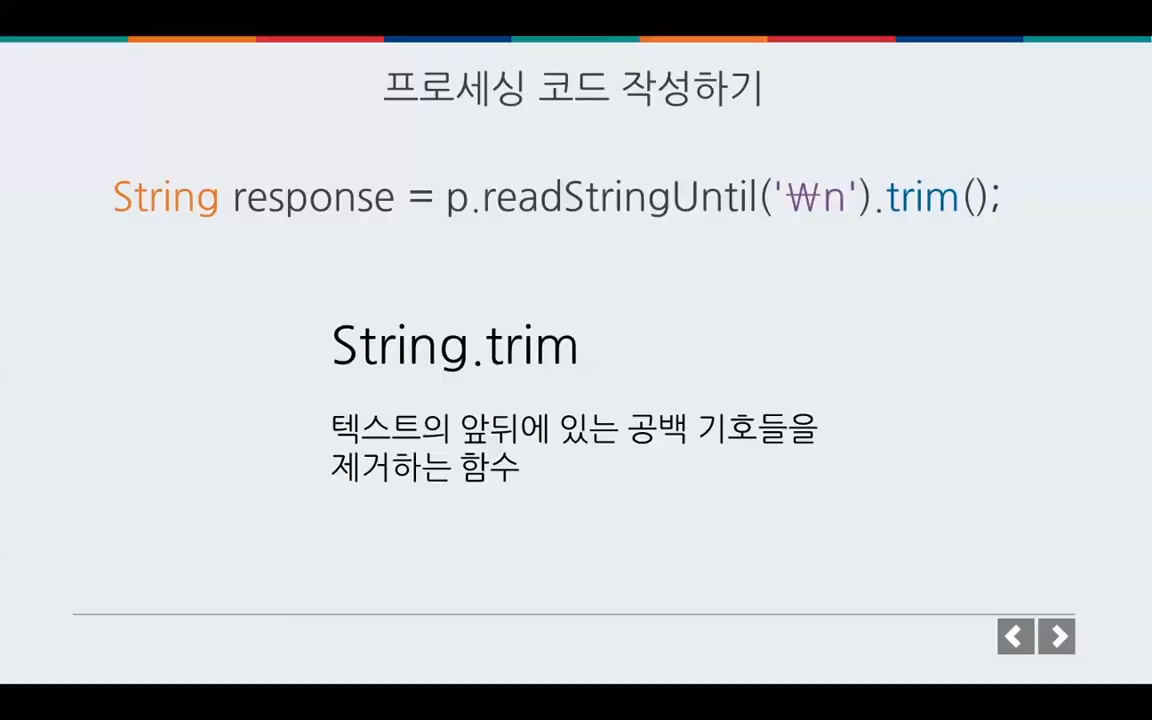 프로세싱 코드 작성하기
String response = p.readStringUntil('₩n').trim();
String.trim
텍스트의 앞뒤에 있는 공백 기호들을
제거하는 함수